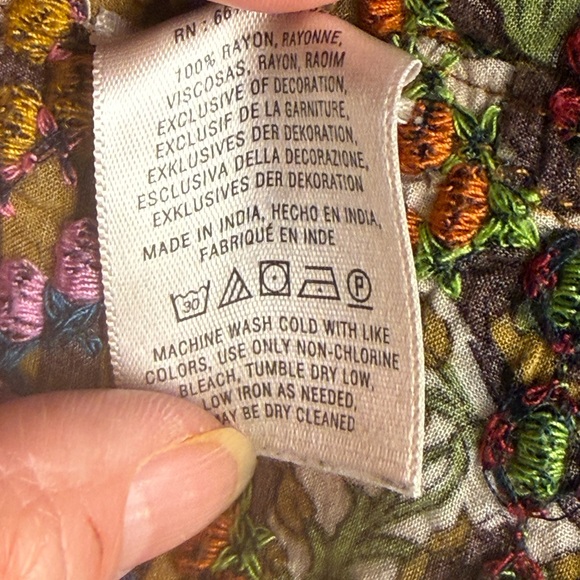 RN : 66
100% RAYON, RAYONNE,
VISCOSAS, RAYON, RAOIM
EXCLUSIVE OF DECORATION,
EXCLUSIF DE LA GARNITURE,
EXKLUSIVES DER DEKORATION,
ESCLUSIVA DELLA DECORAZIONE,
EXKLUSIVES DER DEKORATION
MADE IN INDIA, HECHO EN INDIA,
FABRIQUÉ EN INDE
30 P
MACHINE WASH COLD WITH LIKE
COLORS, USE ONLY NON-CHLORINE
BLEACH, TUMBLE DRY LOW,
LOW IRON AS NEEDED,
MAY BE DRY CLEANED